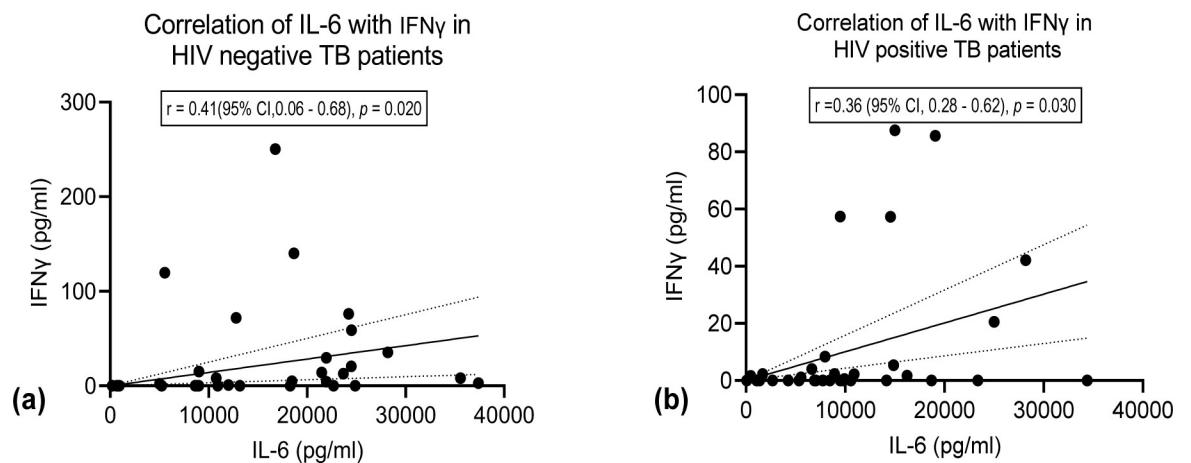 Correlation of IL-6 with IFNγ in
HIV negative TB patients
r = 0.41(95% CI,0.06 - 0.68), p = 0.020
300
200
100
0
IFNγ (pg/ml)
0 10000 20000 30000 40000
IL-6 (pg/ml)
(a)
Correlation of IL-6 with IFNγ in
HIV positive TB patients
r =0.36 (95% CI, 0.28 - 0.62), p = 0.030
100
80
60
40
20
0
IFNγ (pg/ml)
0 10000 20000 30000 40000
IL-6 (pg/ml)
(b)